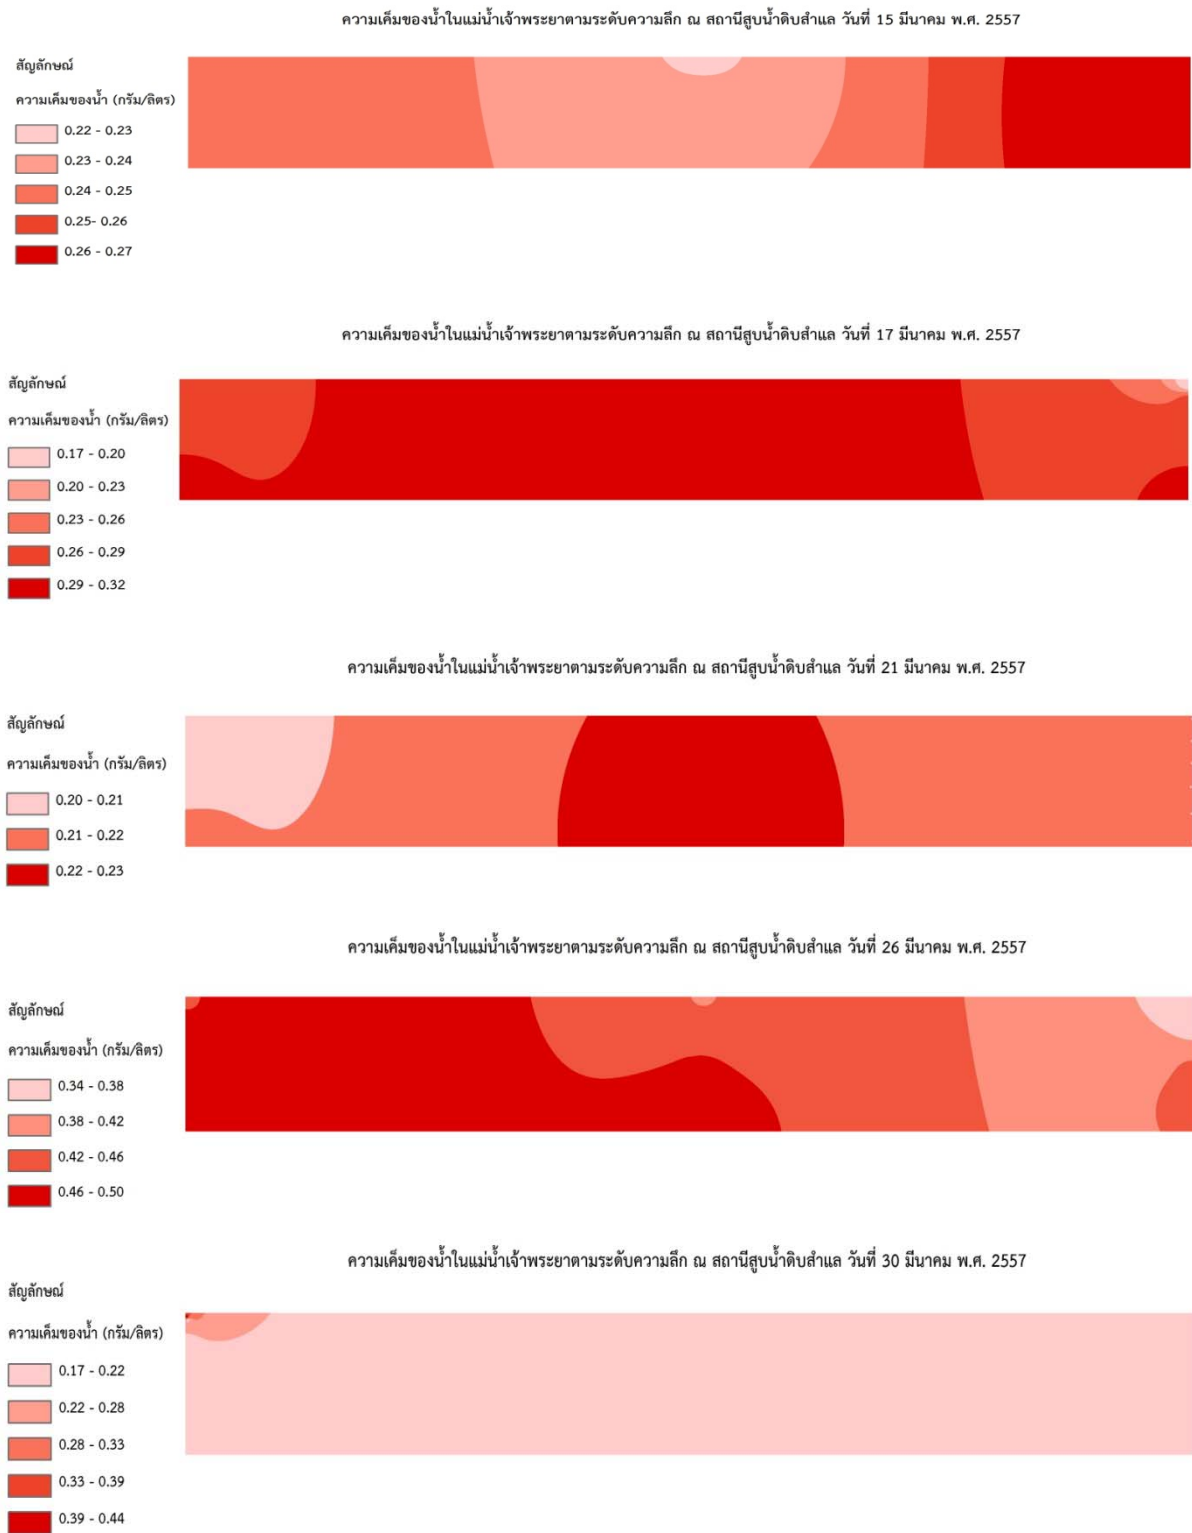 ความเค็มของน้ำในแม่น้ำเจ้าพระยาตามระดับความลึก ณ สถานีสูบน้ำดิบสำแล วันที่ 15 มีนาคม พ.ศ. 2557
สัญลักษณ์
ความเค็มของน้ำ (กรัม/ลิตร)
0.22 - 0.23
0.23 - 0.24
0.24 - 0.25
0.25- 0.26
0.26 - 0.27
ความเค็มของน้ำในแม่น้ำเจ้าพระยาตามระดับความลึก ณ สถานีสูบน้ำดิบสำแล วันที่ 17 มีนาคม พ.ศ. 2557
สัญลักษณ์
ความเค็มของน้ำ (กรัม/ลิตร)
0.17 - 0.20
0.20 - 0.23
0.23 - 0.26
0.26 - 0.29
0.29 - 0.32
ความเค็มของน้ำในแม่น้ำเจ้าพระยาตามระดับความลึก ณ สถานีสูบน้ำดิบสำแล วันที่ 21 มีนาคม พ.ศ. 2557
สัญลักษณ์
ความเค็มของน้ำ (กรัม/ลิตร)
0.20 - 0.21
0.21 - 0.22
0.22 - 0.23
ความเค็มของน้ำในแม่น้ำเจ้าพระยาตามระดับความลึก ณ สถานีสูบน้ำดิบสำแล วันที่ 26 มีนาคม พ.ศ. 2557
สัญลักษณ์
ความเค็มของน้ำ (กรัม/ลิตร)
0.34 - 0.38
0.38 - 0.42
0.42 - 0.46
0.46 - 0.50
ความเค็มของน้ำในแม่น้ำเจ้าพระยาตามระดับความลึก ณ สถานีสูบน้ำดิบสำแล วันที่ 30 มีนาคม พ.ศ. 2557
สัญลักษณ์
ความเค็มของน้ำ (กรัม/ลิตร)
0.17 - 0.22
0.22 - 0.28
0.28 - 0.33
0.33 - 0.39
0.39 - 0.44